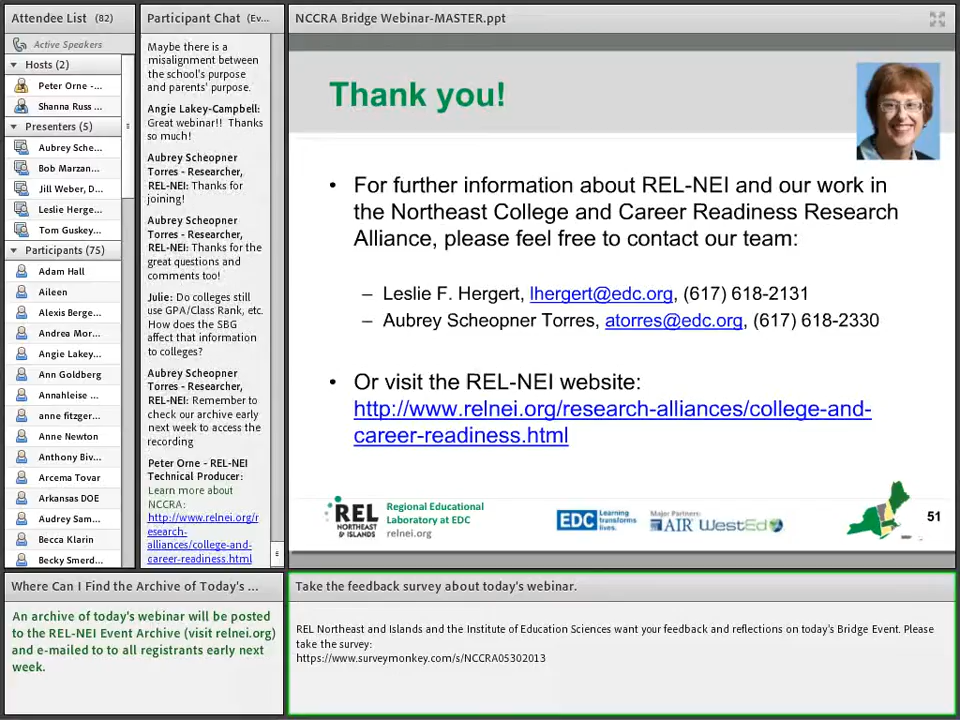 Attendee List (82)
Active Speakers
Hosts (2)
Peter Orne -...
Shanna Russ ...
Presenters (5)
Aubrey Sche...
Bob Marzan...
Jill Weber, D...
Leslie Herge...
Tom Guskey...
Participants (75)
Adam Hall
Aileen
Alexis Berge...
Andrea Mor...
Angie Lakey...
Ann Goldberg
Annahleise ...
anne fitzger...
Anne Newton
Anthony Biv...
Arcema Tovar
Arkansas DOE
Audrey Sam...
Becca Klarin
Becky Smerd...
Participant Chat (Ev...
Maybe there is a
misalignment between
the school's purpose
and parents' purpose.
Angie Lakey-Campbell:
Great webinar!! Thanks
so much!
Aubrey Scheopner
Torres - Researcher,
REL-NEI: Thanks for
joining!
Aubrey Scheopner
Torres - Researcher,
REL-NEI: Thanks for the
great questions and
comments too!
Julie: Do colleges still
use GPA/Class Rank, etc.
How does the SBG
affect that information
to colleges?
Aubrey Scheopner
Torres - Researcher,
REL-NEI: Remember to
check our archive early
next week to access the
recording
Peter Orne - REL-NEI
Technical Producer:
Learn more about
NCCRA:
http://www.relnei.org/r
esearch-
alliances/college-and-
career-readiness.html
NCCRA Bridge Webinar-MASTER.ppt
Thank you!
• For further information about REL-NEI and our work in
the Northeast College and Career Readiness Research
Alliance, please feel free to contact our team:
– Leslie F. Hergert, lhergert@edc.org, (617) 618-2131
– Aubrey Scheopner Torres, atorres@edc.org, (617) 618-2330
• Or visit the REL-NEI website:
http://www.relnei.org/research-alliances/college-and-
career-readiness.html
REL
NORTHEAST
& ISLANDS
Regional Educational
Laboratory at EDC
relnei.org
EDC
Learning
transforms
lives.
Major Partners:
AIR WestEd
51
Where Can I Find the Archive of Today's ...
An archive of today's webinar will be posted
to the REL-NEI Event Archive (visit relnei.org)
and e-mailed to to all registrants early next
week.
Take the feedback survey about today's webinar.
REL Northeast and Islands and the Institute of Education Sciences want your feedback and reflections on today's Bridge Event. Please
take the survey:
https://www.surveymonkey.com/s/NCCRA05302013